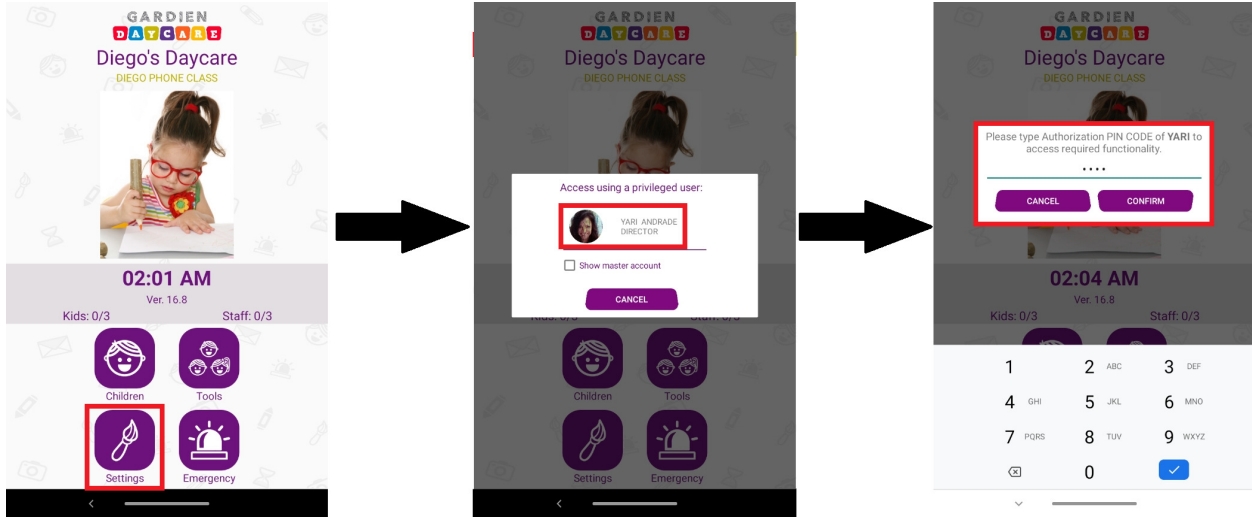 GARDIEN
DAYCARE
Diego's Daycare
DIEGO PHONE CLASS
02:01 AM
Ver. 16.8
Kids: 0/3 Staff: 0/3
Children Tools
Settings Emergency
GARDIEN
DAYCARE
Diego's Daycare
DIEGO PHONE CLASS
Access using a privileged user:
YARI ANDRADE
DIRECTOR
Show master account
CANCEL
Kids: 0/3 Staff: 0/3
Children Tools
Settings Emergency
GARDIEN
DAYCARE
Diego's Daycare
DIEGO PHONE CLASS
Please type Authorization PIN CODE of YARI to
access required functionality.
....
CANCEL CONFIRM
02:04 AM
Ver. 16.8
Kids: 0/3 Staff: 0/3
1 2 ABC 3 DEF
4 GHI 5 JKL 6 MNO
7 PQRS 8 TUV 9 WXYZ
0